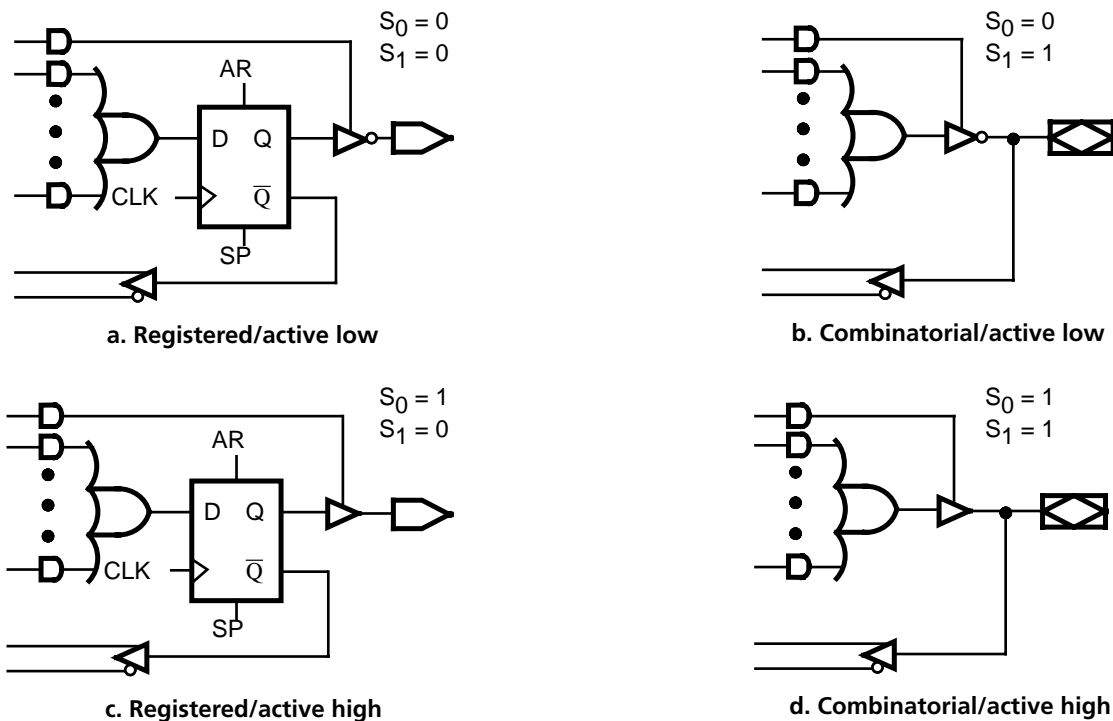 S0 = 0
S1 = 0
AR
D Q
CLK
Q̅
SP
a. Registered/active low
S0 = 0
S1 = 1
b. Combinatorial/active low
S0 = 1
S1 = 0
AR
D Q
CLK
Q̅
SP
c. Registered/active high
S0 = 1
S1 = 1
d. Combinatorial/active high